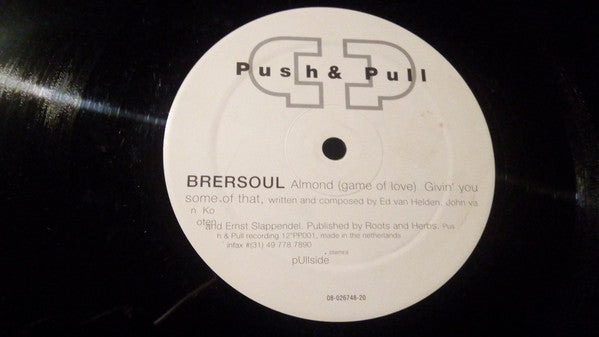 Push & Pull
BRERSOUL Almond (game of love). Givin' you
some of that, written and composed by Ed van Helden, John va
n Ko
oten
and Ernst Slappendel. Published by Roots and Herbs. Pus
h & Pull recording 12"PP001, made in the netherlands
infax #(31) 49 778 7890
stemra
pUllside
08-026748-20